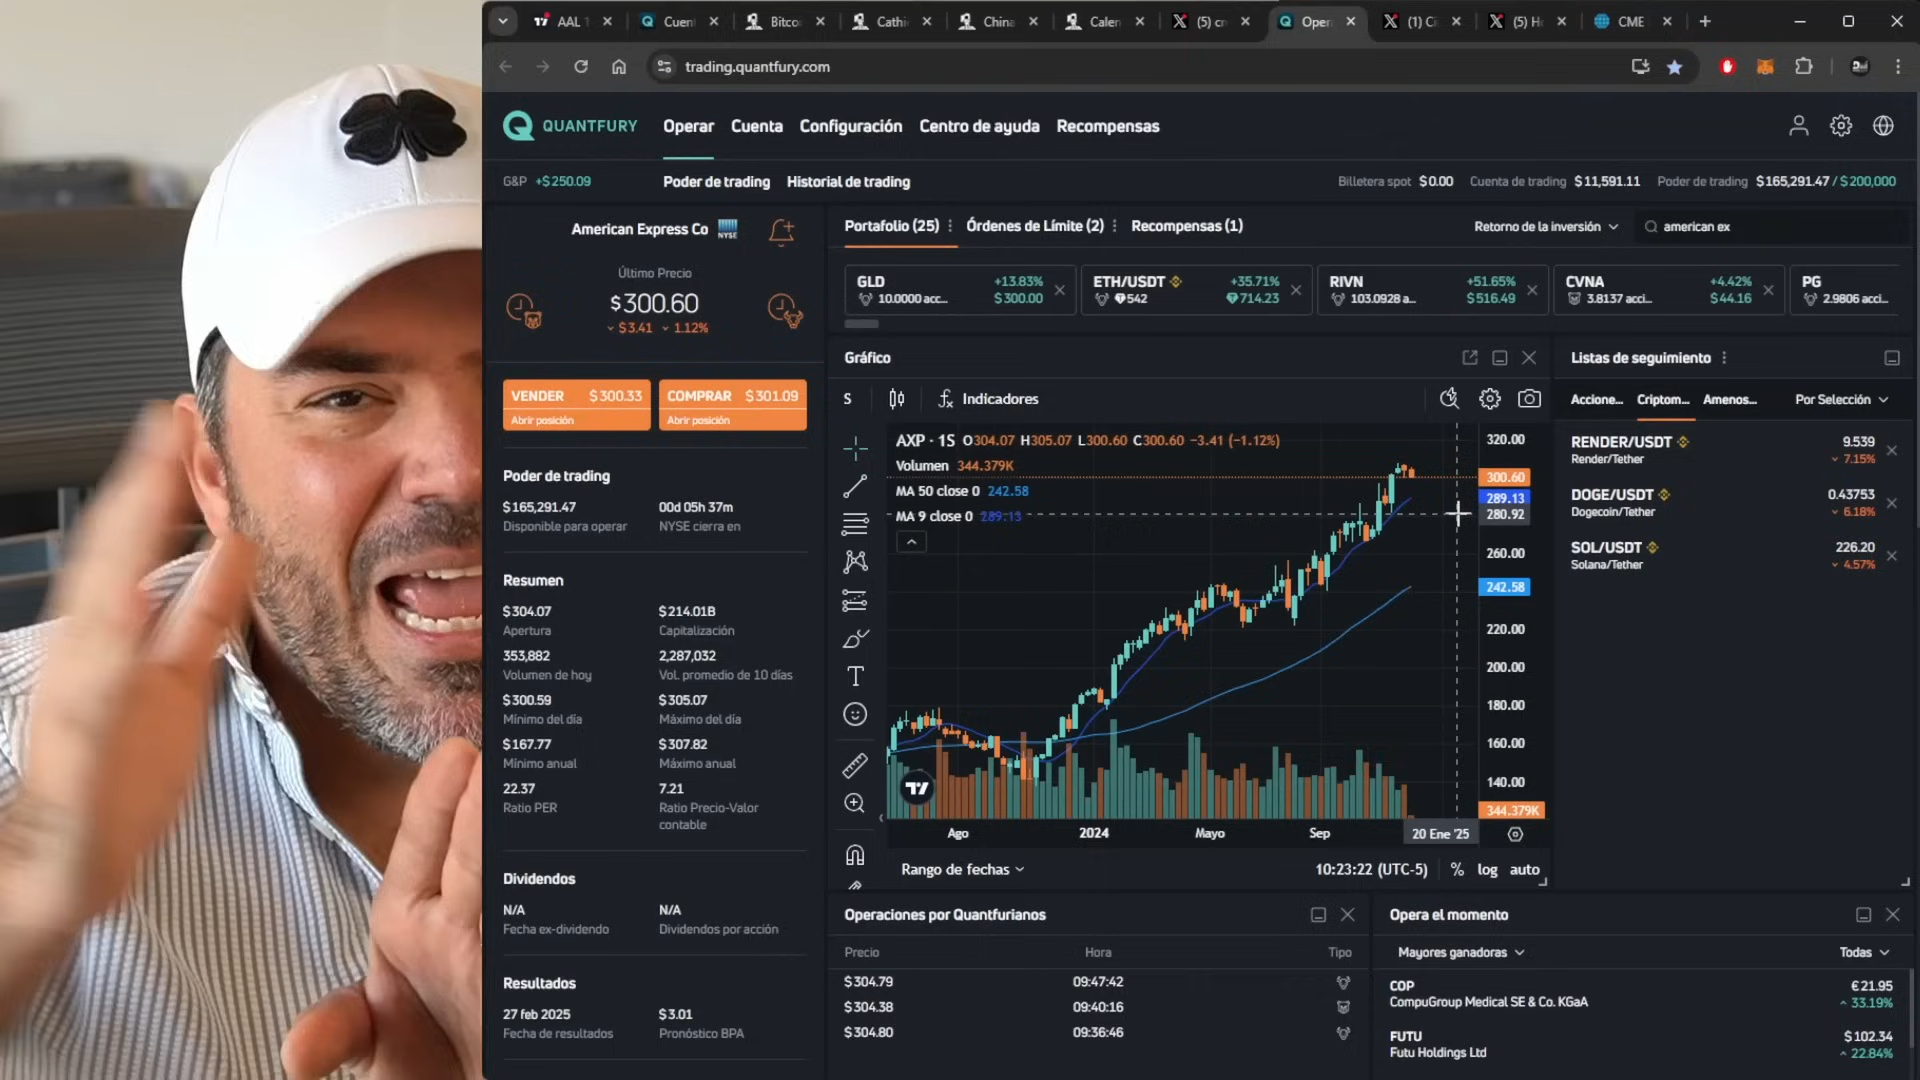 AAL
Cuent
Bitco
Cathi
China
Calen
(5) cr
Oper
(1) Ci
(5) H
CME
trading.quantfury.com
QUANTFURY
Operar
Cuenta
Configuración
Centro de ayuda
Recompensas
G&P +$250.09
Poder de trading
Historial de trading
Billetera spot $0.00
Cuenta de trading $11,591.11
Poder de trading $165,291.47 / $200,000
American Express Co NYSE
Último Precio
$300.60
$3.41 1.12%
VENDER $300.33
Abrir posición
COMPRAR $301.09
Abrir posición
Poder de trading
$165,291.47 00d 05h 37m
Disponible para operar NYSE cierra en
Resumen
$304.07 $214.01B
Apertura Capitalización
353,882 2,287,032
Volumen de hoy Vol. promedio de 10 días
$300.59 $305.07
Mínimo del día Máximo del día
$167.77 $307.82
Mínimo anual Máximo anual
22.37 7.21
Ratio PER Ratio Precio-Valor
contable
Dividendos
N/A N/A
Fecha ex-dividendo Dividendos por acción
Resultados
27 feb 2025 $3.01
Fecha de resultados Pronóstico BPA
Portafolio (25)
Órdenes de Límite (2)
Recompensas (1)
Retorno de la inversión
american ex
GLD +13.83%
10.0000 acc... $300.00
ETH/USDT +35.71%
542 714.23
RIVN +51.65%
103.0928 a... $516.49
CVNA +4.42%
3.8137 acci... $44.16
PG
2.9806 acci...
Gráfico
S
Indicadores
AXP · 1S O304.07 H305.07 L300.60 C300.60 −3.41 (−1.12%)
Volumen 344.379K
MA 50 close 0 242.58
MA 9 close 0 289.13
320.00
300.60
289.13
280.92
260.00
242.58
220.00
200.00
180.00
160.00
140.00
344.379K
Ago
2024
Mayo
Sep
20 Ene '25
Rango de fechas
10:23:22 (UTC-5)
%
log
auto
Listas de seguimiento
Accione...
Criptom...
Amenos...
Por Selección
RENDER/USDT 9.539
Render/Tether 7.15%
DOGE/USDT 0.43753
Dogecoin/Tether 6.18%
SOL/USDT 226.20
Solana/Tether 4.57%
Operaciones por Quantfurianos
Precio Hora Tipo
$304.79 09:47:42
$304.38 09:40:16
$304.80 09:36:46
Opera el momento
Mayores ganadoras
Todas
COP €21.95
CompuGroup Medical SE & Co. KGaA 33.19%
FUTU $102.34
Futu Holdings Ltd 22.84%